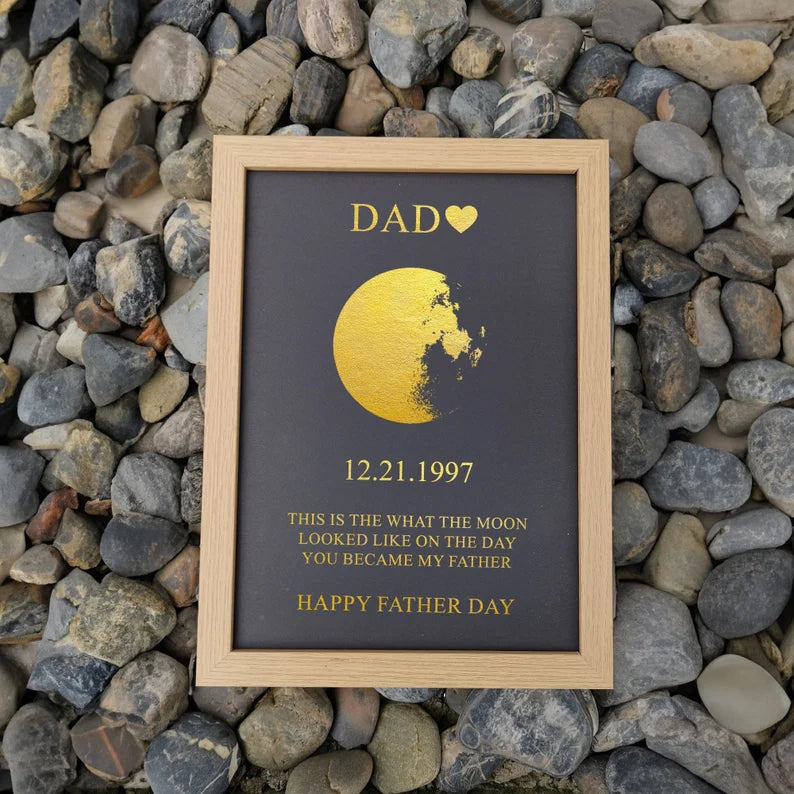 DAD♥
12.21.1997
THIS IS THE WHAT THE MOON
LOOKED LIKE ON THE DAY
YOU BECAME MY FATHER
HAPPY FATHER DAY